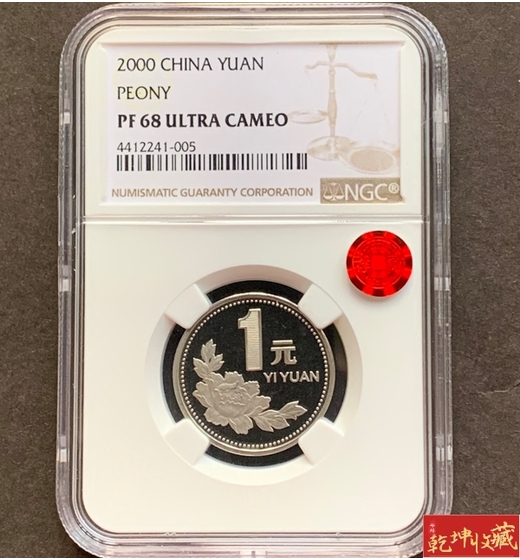 2000 CHINA YUAN
PEONY
PF 68 ULTRA CAMEO
4412241-005
NUMISMATIC GUARANTY CORPORATION
NGC®
1元
YI YUAN
乾坤收藏